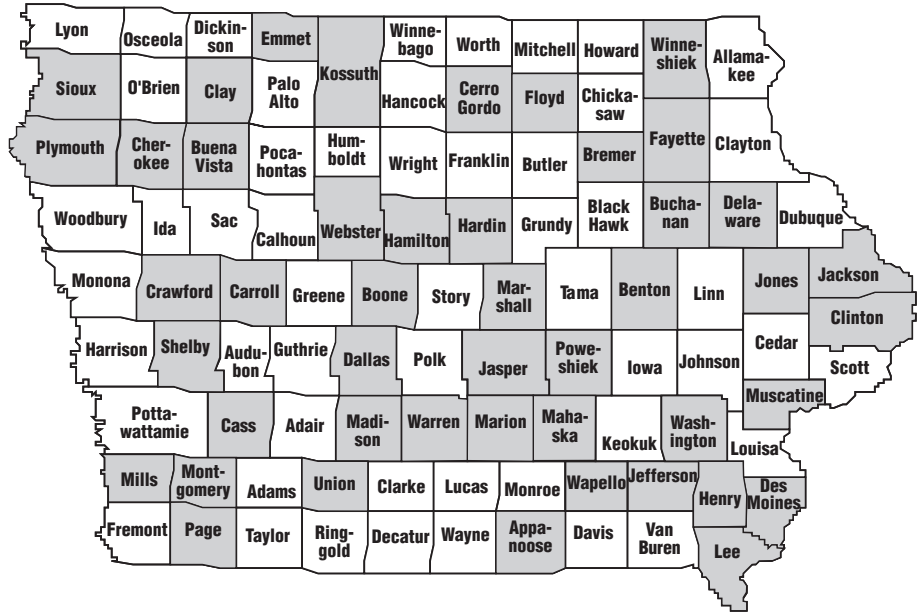 Lyon
Osceola
Dickin-
son
Emmet
Kossuth
Winne-
bago
Worth
Mitchell
Howard
Winne-
shiek
Allama-
kee
Sioux
O'Brien
Clay
Palo
Alto
Hancock
Cerro
Gordo
Floyd
Chicka-
saw
Fayette
Clayton
Plymouth
Cher-
okee
Buena
Vista
Poca-
hontas
Hum-
boldt
Wright
Franklin
Butler
Bremer
Woodbury
Ida
Sac
Calhoun
Webster
Hamilton
Hardin
Grundy
Black
Hawk
Bucha-
nan
Dela-
ware
Dubuque
Monona
Crawford
Carroll
Greene
Boone
Story
Mar-
shall
Tama
Benton
Linn
Jones
Jackson
Clinton
Harrison
Shelby
Audu-
bon
Guthrie
Dallas
Polk
Jasper
Powe-
shiek
Iowa
Johnson
Cedar
Scott
Muscatine
Potta-
wattamie
Cass
Adair
Madi-
son
Warren
Marion
Maha-
ska
Keokuk
Wash-
ington
Louisa
Mills
Mont-
gomery
Adams
Union
Clarke
Lucas
Monroe
Wapello
Jefferson
Henry
Des
Moines
Fremont
Page
Taylor
Ring-
gold
Decatur
Wayne
Appa-
noose
Davis
Van
Buren
Lee